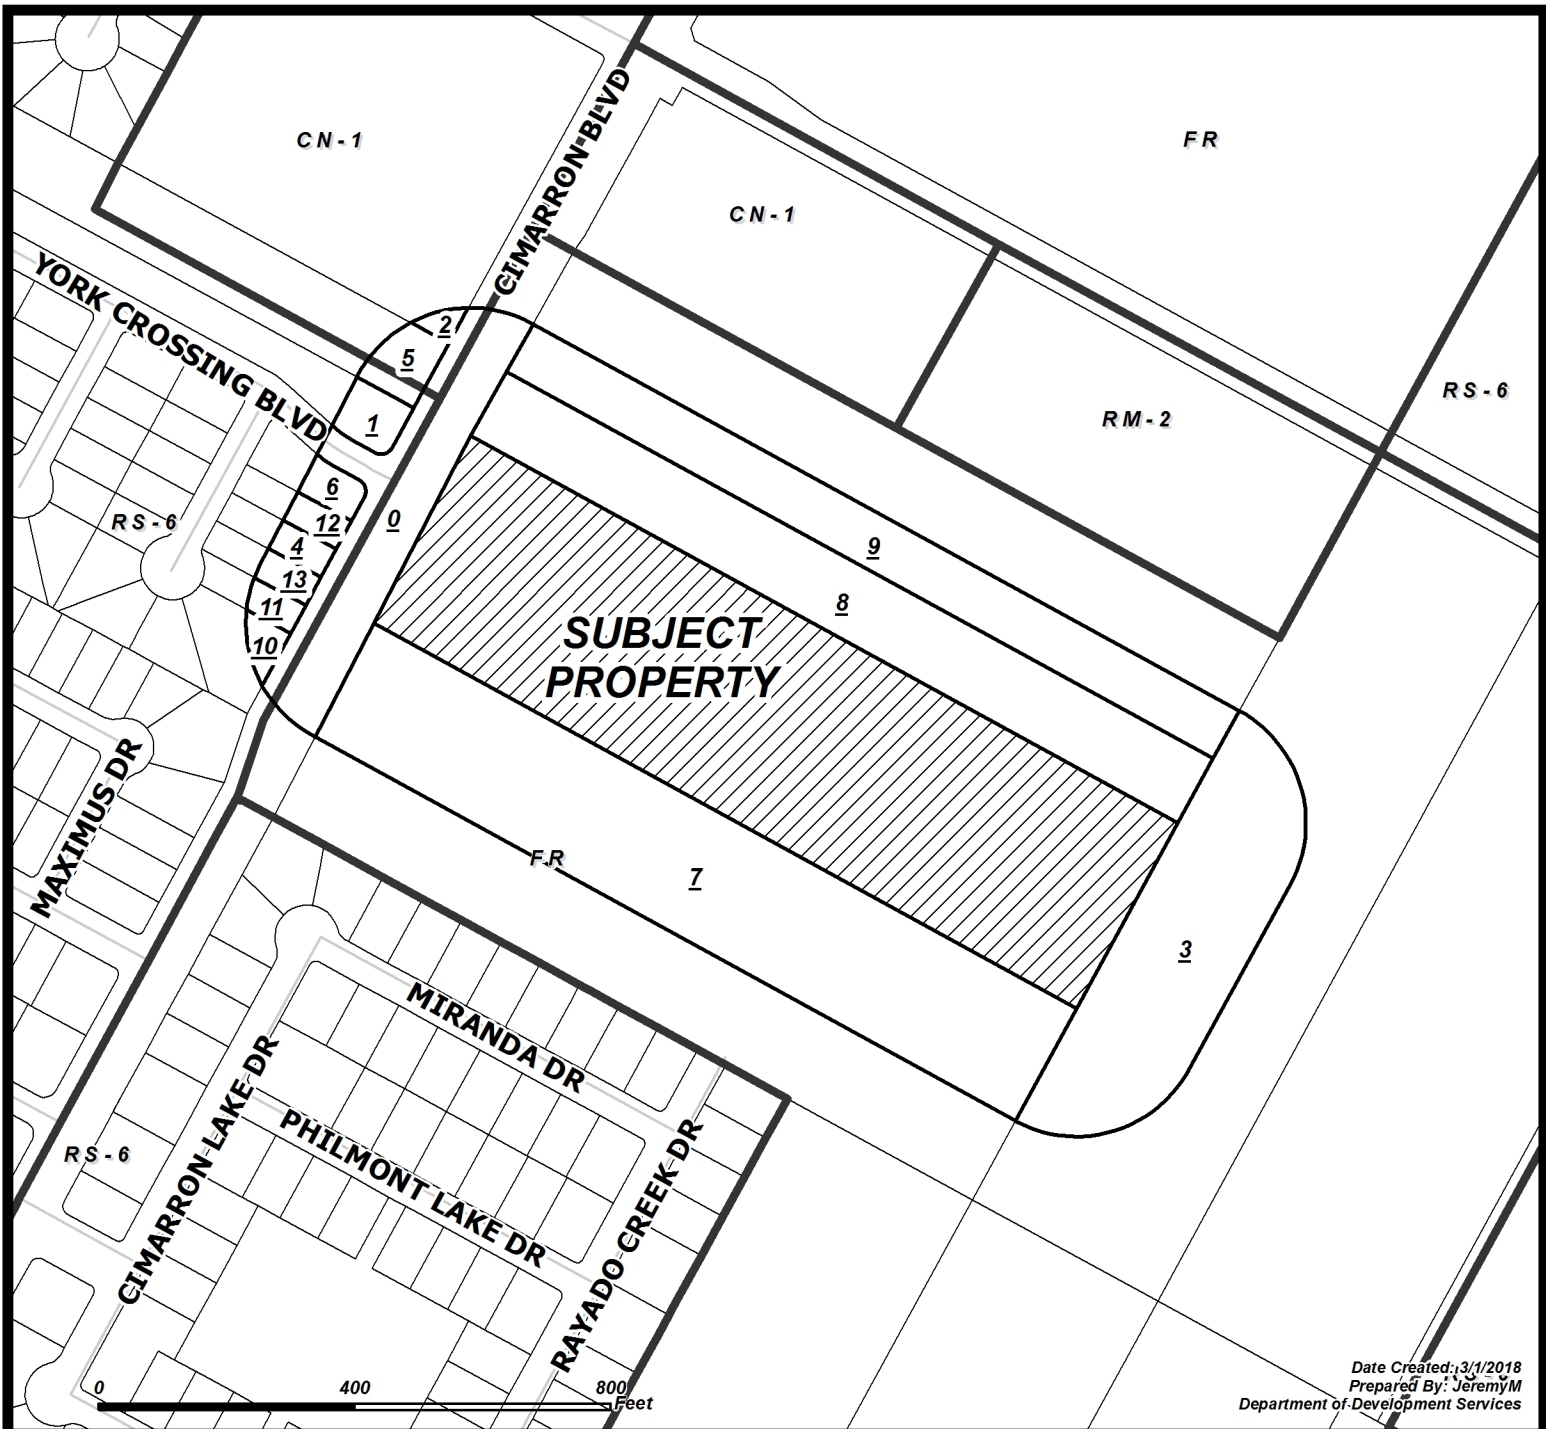 CN-1
CIMARRON BLVD
FR
CN-1
YORK CROSSING BLVD
2
5
1
RS-6
RM-2
6
0
12
RS-6
4
9
13
8
11
SUBJECT
PROPERTY
10
MAXIMUS DR
FR
7
3
MIRANDA DR
CIMARRON LAKE DR
PHILMONT LAKE DR
RS-6
RAYADO CREEK DR
0
400
800
Feet
Date Created: 3/1/2018
Prepared By: JeremyM
Department of Development Services